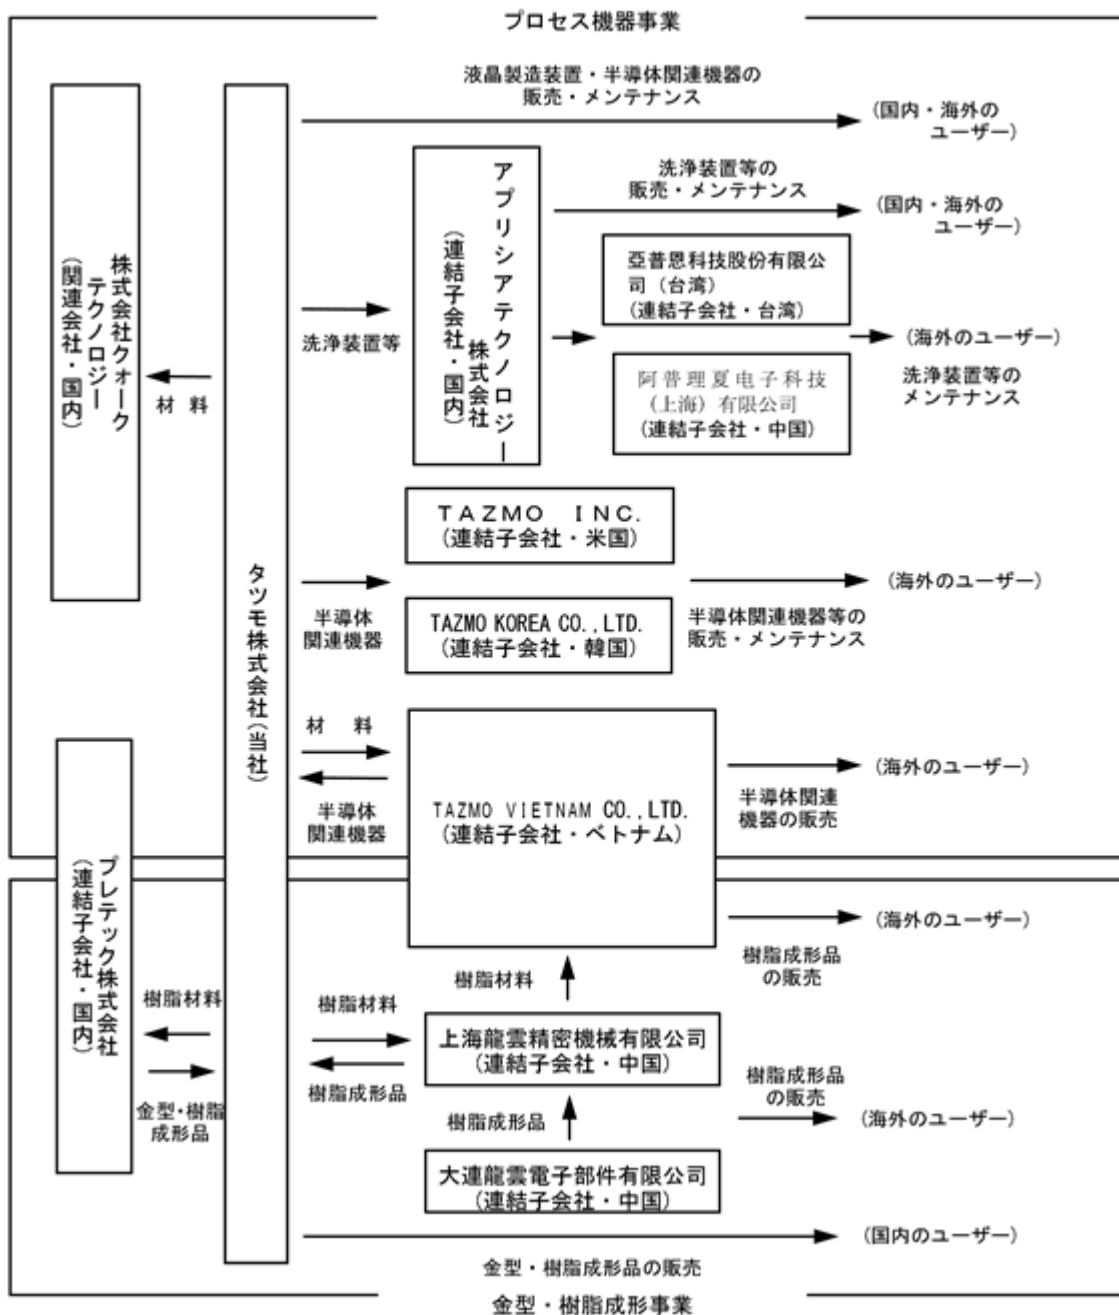 プロセス機器事業
液晶製造装置・半導体関連機器の
販売・メンテナンス
(国内・海外の
ユーザー)
株式会社クォーク
テクノロジー
(関連会社・国内)
材 料
タツモ株式会社(当社)
洗浄装置等
アプリシアテクノロジー
株式会社
(連結子会社・国内)
洗浄装置等の
販売・メンテナンス
(国内・海外の
ユーザー)
亞普恩科技股份有限公
司(台湾)
(連結子会社・台湾)
阿普理夏电子科技
(上海)有限公司
(連結子会社・中国)
(海外のユーザー)
洗浄装置等の
メンテナンス
半導体
関連機器
TAZMO INC.
(連結子会社・米国)
TAZMO KOREA CO.,LTD.
(連結子会社・韓国)
(海外のユーザー)
半導体関連機器等の
販売・メンテナンス
材 料
半導体
関連機器
TAZMO VIETNAM CO.,LTD.
(連結子会社・ベトナム)
(海外のユーザー)
半導体関連
機器の販売
(海外のユーザー)
樹脂成形品
の販売
プレテック株式会社
(連結子会社・国内)
樹脂材料
金型・樹脂
成形品
樹脂材料
樹脂成形品
樹脂材料
上海龍雲精密機械有限公司
(連結子会社・中国)
樹脂成形品
大連龍雲電子部件有限公司
(連結子会社・中国)
樹脂成形品
の販売
(海外のユーザー)
(国内のユーザー)
金型・樹脂成形品の販売
金型・樹脂成形事業